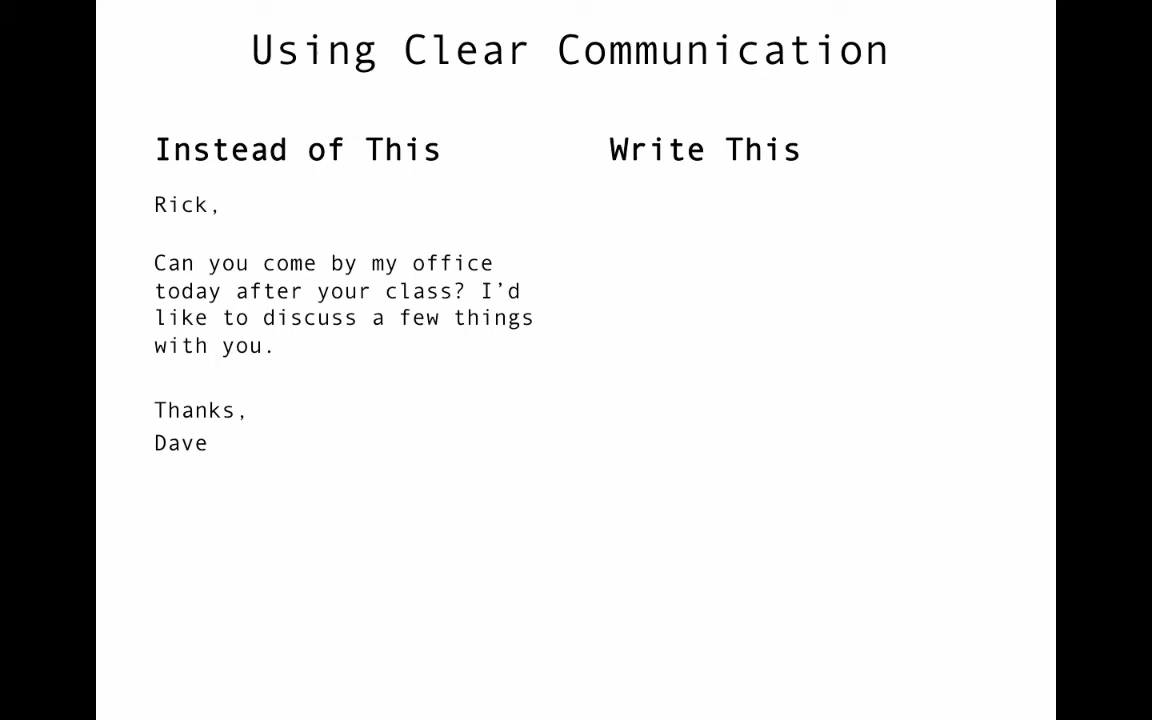 Using Clear Communication
Instead of This
Write This
Rick,
Can you come by my office
today after your class? I’d
like to discuss a few things
with you.
Thanks,
Dave